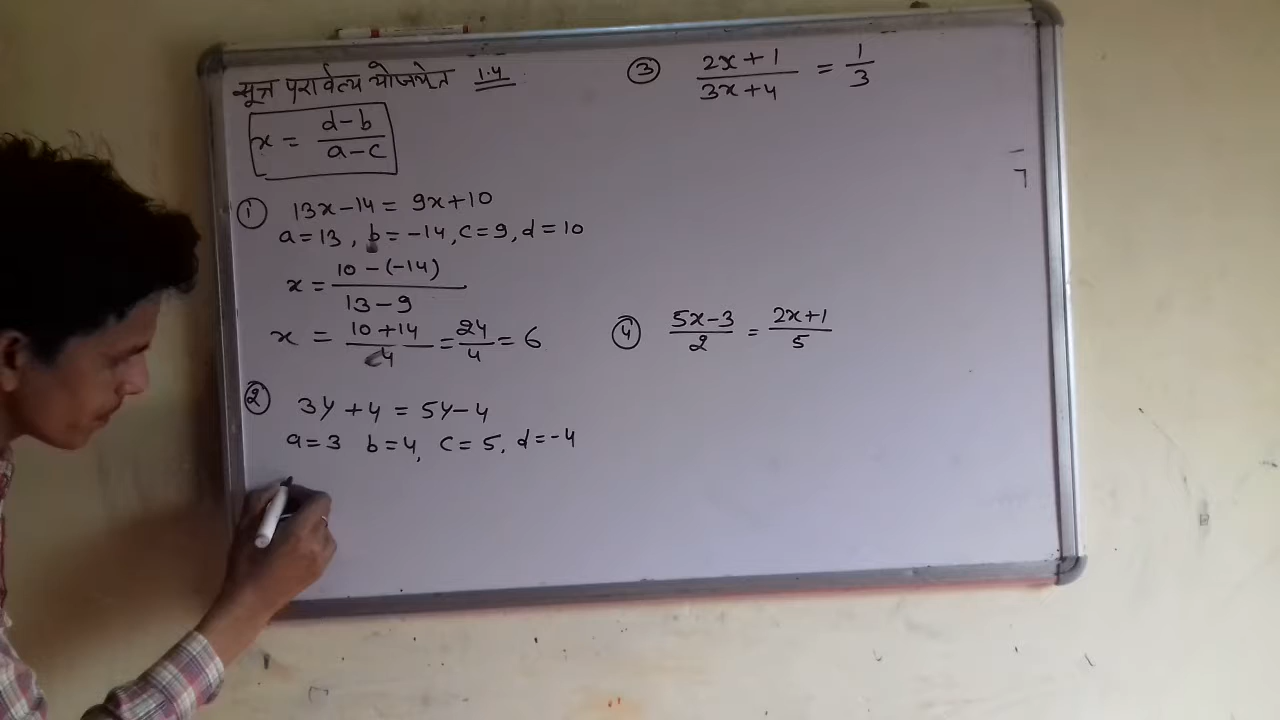 सूत्र परावर्त्य योजयेत 1.4
x = d-b / a-c
① 13x-14 = 9x+10
a=13, b=-14, c=9, d=10
x = 10-(-14) / 13-9
x = 10+14 / 4 = 24/4 = 6
② 3y+4 = 5y-4
a=3 b=4, c=5, d=-4
③ 2x+1 / 3x+4 = 1/3
④ 5x-3 / 2 = 2x+1 / 5